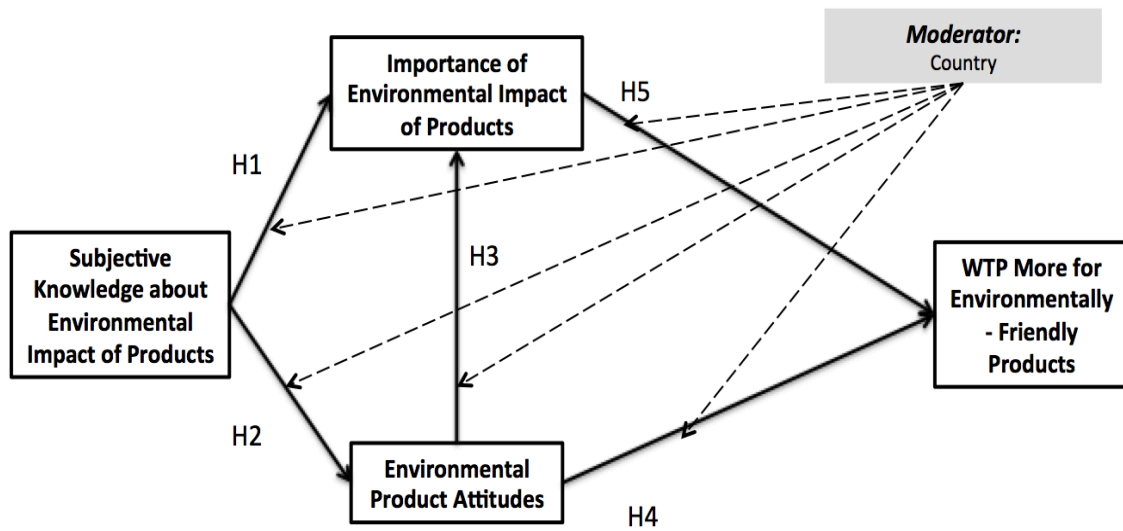 Moderator:
Country
Importance of
Environmental Impact
of Products
H5
H1
Subjective
Knowledge about
Environmental
Impact of Products
H3
WTP More for
Environmentally
- Friendly
Products
H2
Environmental
Product Attitudes
H4